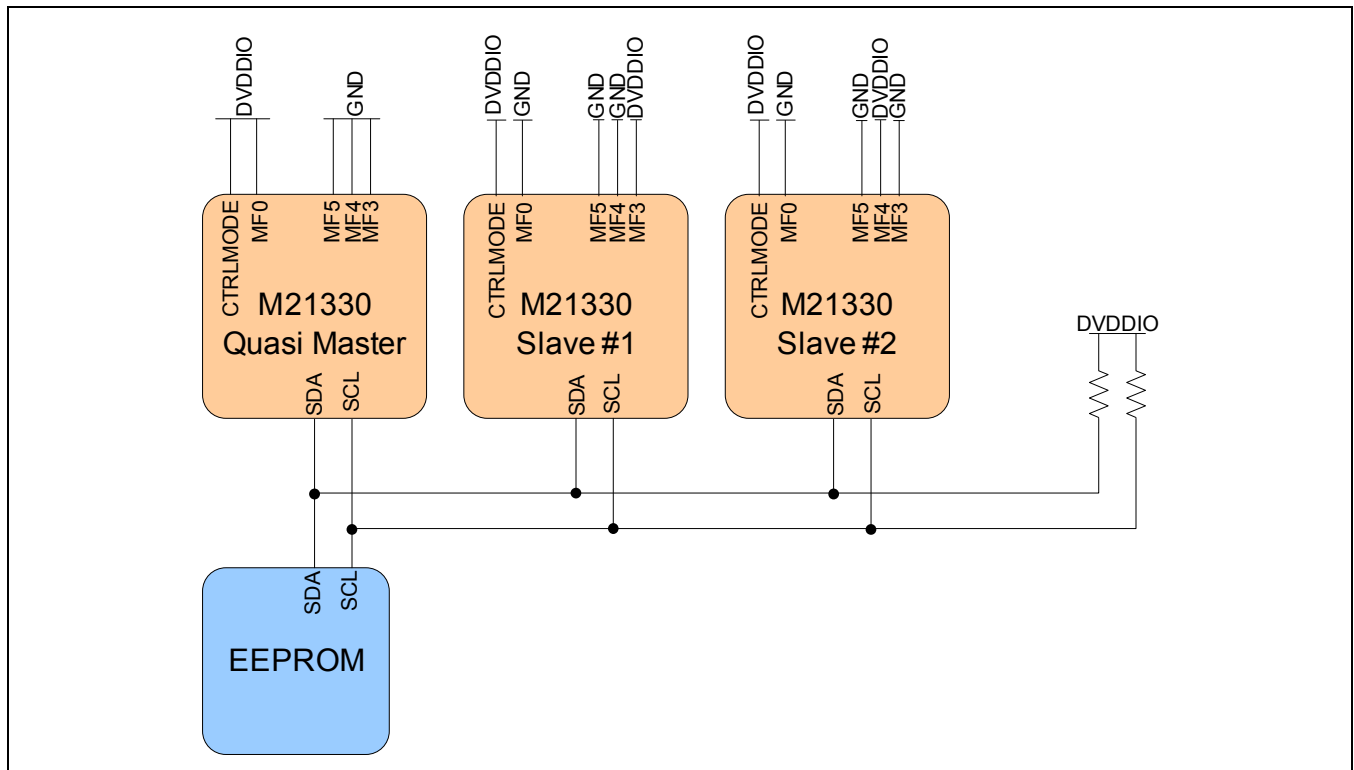 DVDDIO
GND
DVDDIO
GND
GND
GND
DVDDIO
DVDDIO
GND
GND
DVDDIO
GND
CTRLMODE
MF0
MF5
MF4
MF3
M21330
Quasi Master
SDA
SCL
CTRLMODE
MF0
MF5
MF4
MF3
M21330
Slave #1
SDA
SCL
CTRLMODE
MF0
MF5
MF4
MF3
M21330
Slave #2
SDA
SCL
DVDDIO
SDA
SCL
EEPROM